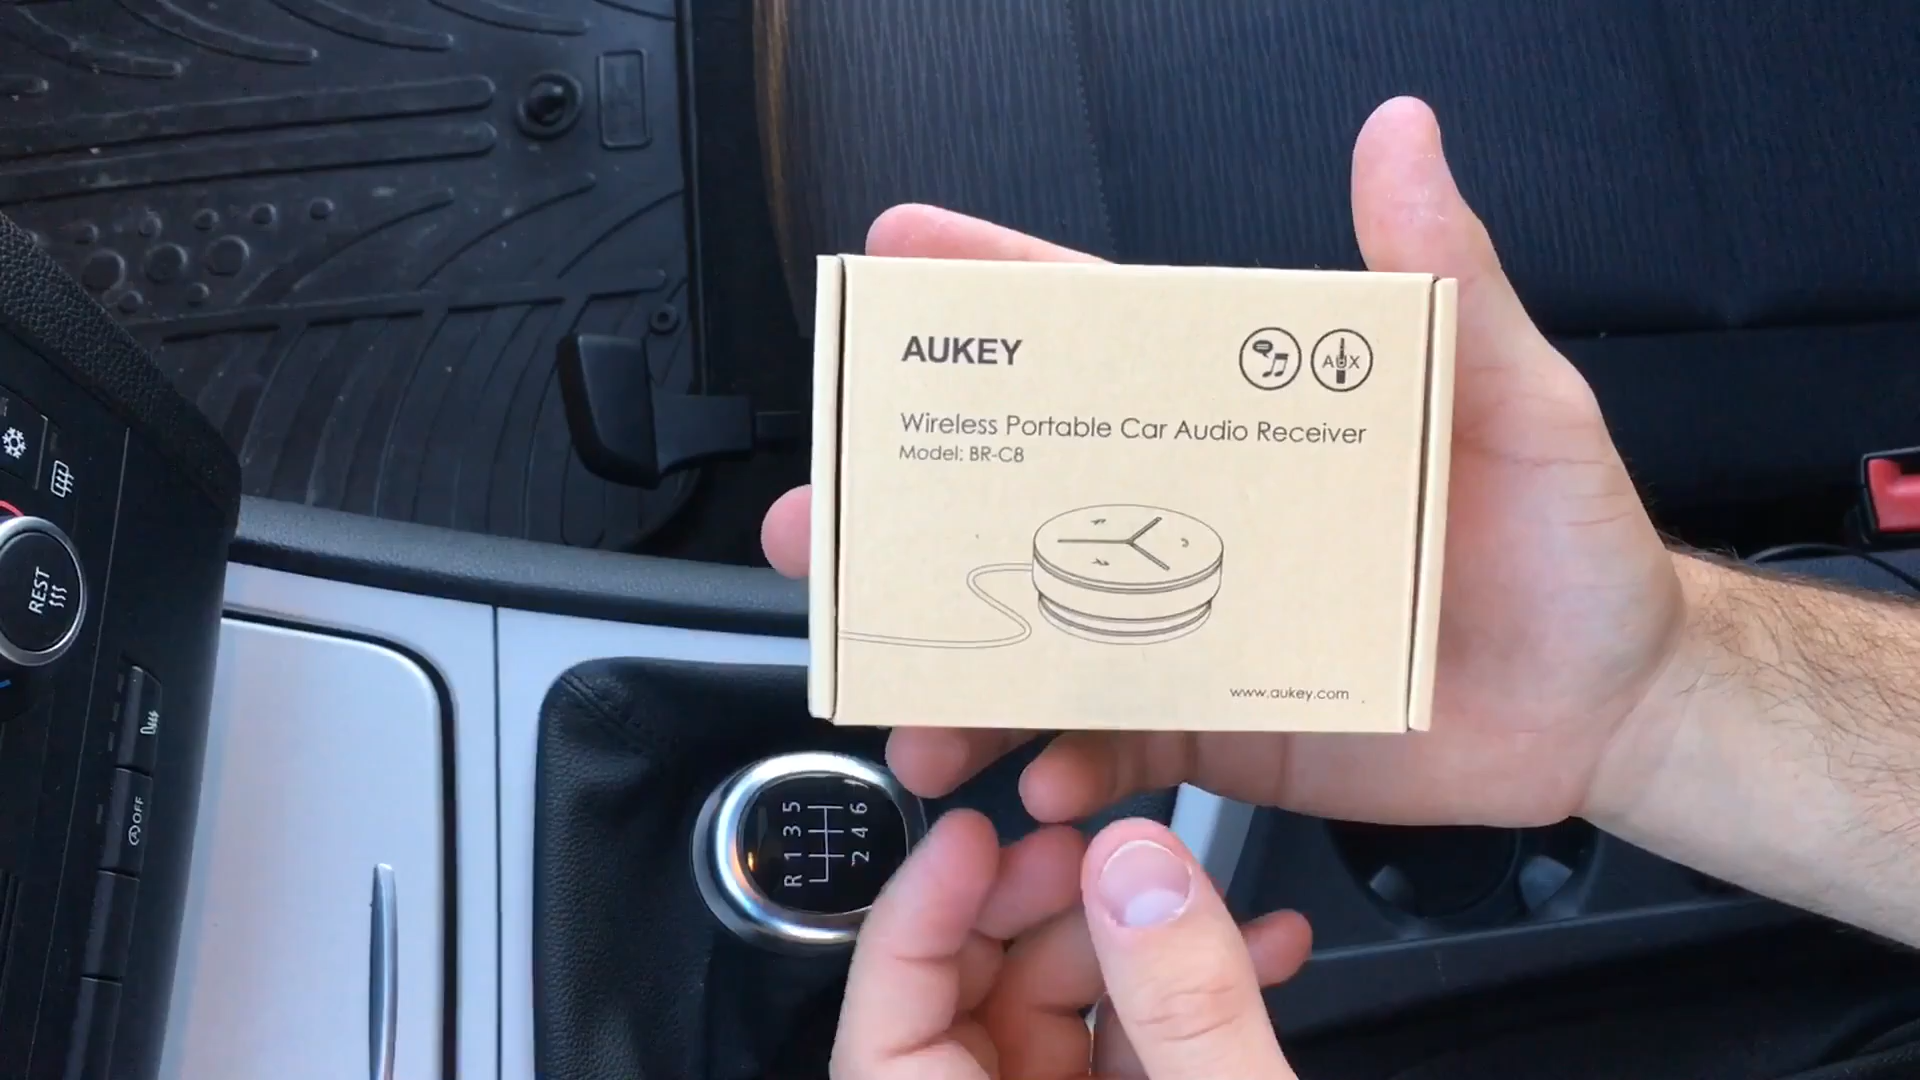 AUKEY
AUX
Wireless Portable Car Audio Receiver
Model: BR-C8
www.aukey.com
REST
OFF
R 1 3 5
2 4 6